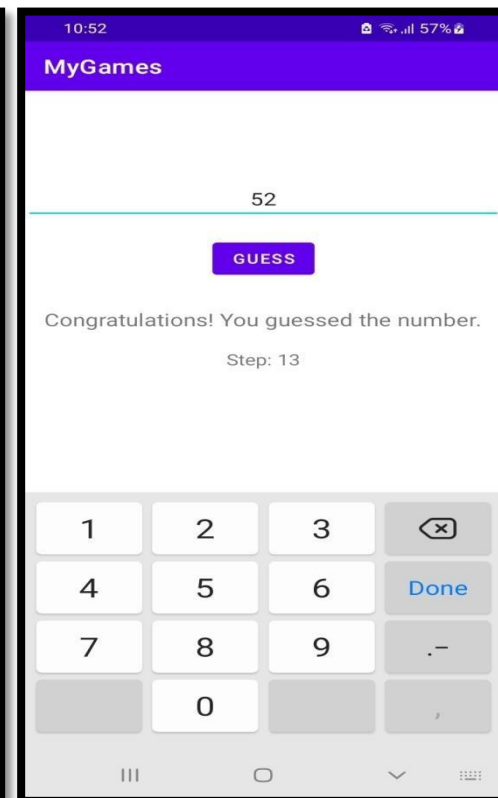 10:52 57%
MyGames
52
GUESS
Congratulations! You guessed the number.
Step: 13
1 2 3
4 5 6 Done
7 8 9 .-
0 ,